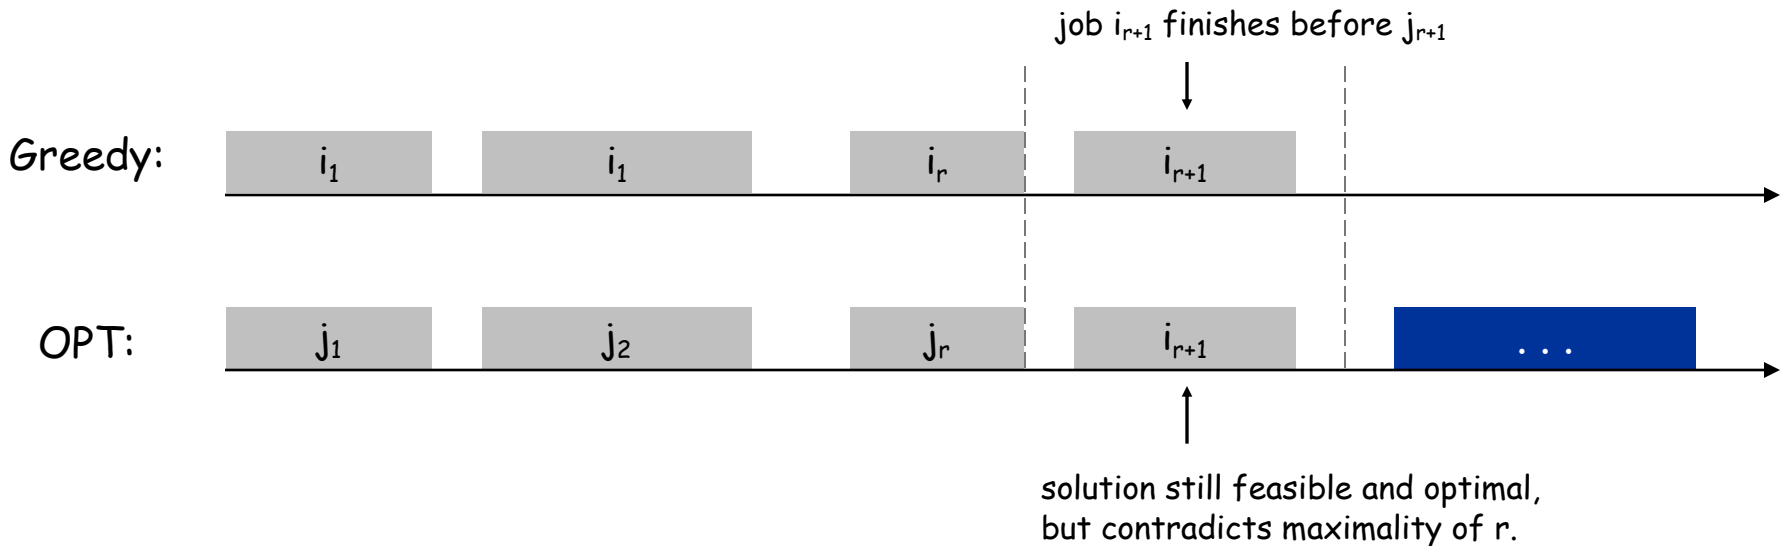 job i_{r+1} finishes before j_{r+1}
Greedy:
i_1
i_1
i_r
i_{r+1}
OPT:
j_1
j_2
j_r
i_{r+1}
. . .
solution still feasible and optimal,
but contradicts maximality of r.